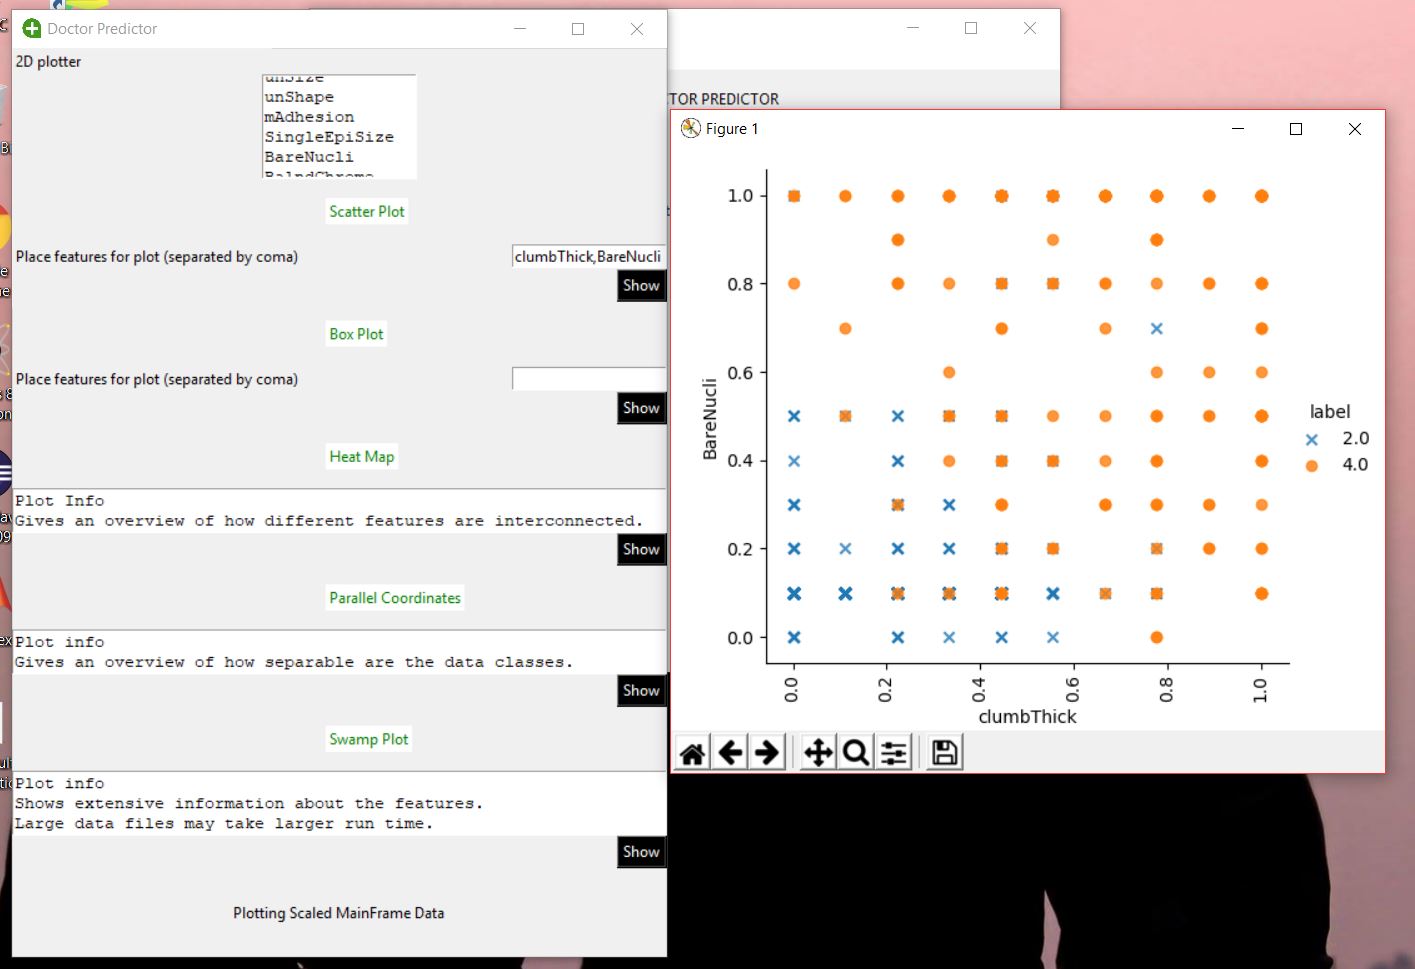 Doctor Predictor
2D plotter
unSize
unShape
mAdhesion
SingleEpiSize
BareNucli
BalndChrome
Scatter Plot
Place features for plot (separated by coma)
clumbThick,BareNucli
Show
Box Plot
Place features for plot (separated by coma)
Show
Heat Map
Plot Info
Gives an overview of how different features are interconnected.
Show
Parallel Coordinates
Plot info
Gives an overview of how separable are the data classes.
Show
Swamp Plot
Plot info
Shows extensive information about the features.
Large data files may take larger run time.
Show
Plotting Scaled MainFrame Data
TOR PREDICTOR
Figure 1
1.0
0.8
0.6
0.4
0.2
0.0
BareNucli
0.0
0.2
0.4
0.6
0.8
1.0
clumbThick
label
2.0
4.0